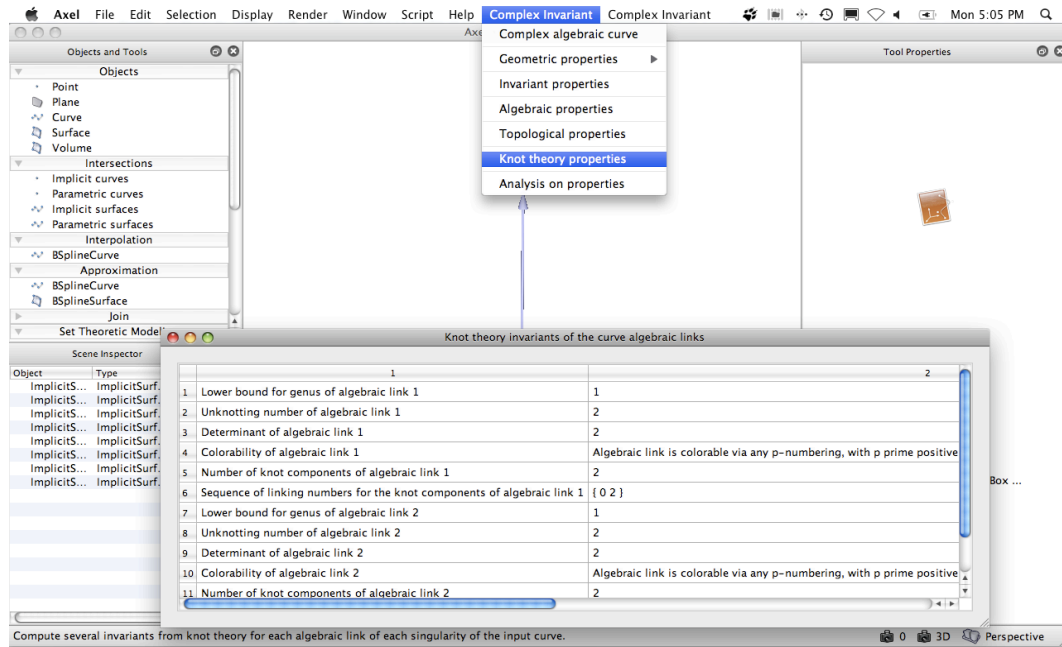 Axel File Edit Selection Display Render Window Script Help Complex Invariant Complex Invariant Mon 5:05 PM
Axe
Complex algebraic curve
Geometric properties
Invariant properties
Algebraic properties
Topological properties
Knot theory properties
Analysis on properties
Objects and Tools
Objects
Point
Plane
Curve
Surface
Volume
Intersections
Implicit curves
Parametric curves
Implicit surfaces
Parametric surfaces
Interpolation
BSplineCurve
Approximation
BSplineCurve
BSplineSurface
Join
Set Theoretic Modeli
Tool Properties
Scene Inspector
Object Type
ImplicitS... ImplicitSurf.
ImplicitS... ImplicitSurf.
ImplicitS... ImplicitSurf.
ImplicitS... ImplicitSurf.
ImplicitS... ImplicitSurf.
ImplicitS... ImplicitSurf.
ImplicitS... ImplicitSurf.
ImplicitS... ImplicitSurf.
Box ...
Knot theory invariants of the curve algebraic links
1 2
1 Lower bound for genus of algebraic link 1 1
2 Unknotting number of algebraic link 1 2
3 Determinant of algebraic link 1 2
4 Colorability of algebraic link 1 Algebraic link is colorable via any p-numbering, with p prime positive
5 Number of knot components of algebraic link 1 2
6 Sequence of linking numbers for the knot components of algebraic link 1 { 0 2 }
7 Lower bound for genus of algebraic link 2 1
8 Unknotting number of algebraic link 2 2
9 Determinant of algebraic link 2 2
10 Colorability of algebraic link 2 Algebraic link is colorable via any p-numbering, with p prime positive
11 Number of knot components of algebraic link 2 2
Compute several invariants from knot theory for each algebraic link of each singularity of the input curve. 0 3D Perspective